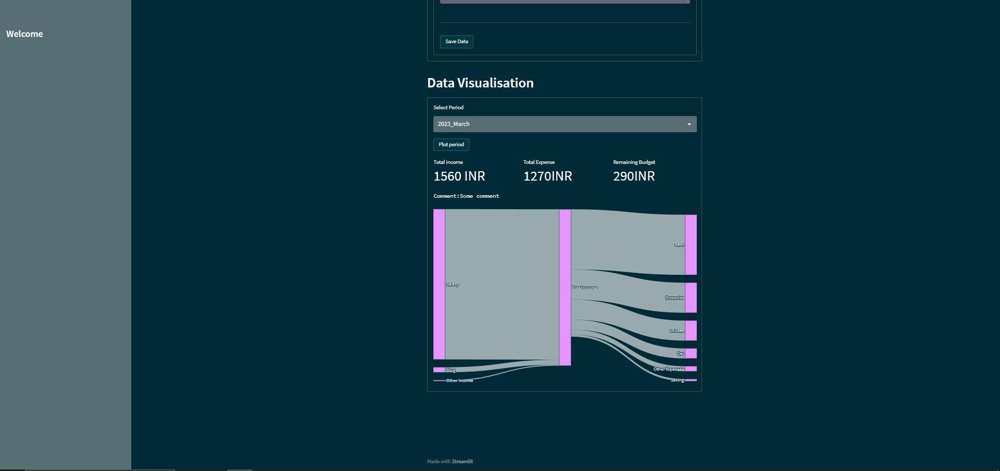 Welcome
Save Data
Data Visualisation
Select Period
2023_March
Plot period
Total Income
1560 INR
Total Expense
1270INR
Remaining Budget
290INR
Comment:Some comment
Salary
Blog
Other Income
Total Income
Rent
Groceries
Utilites
Car
Other Expenses
Saving
Made with Streamlit